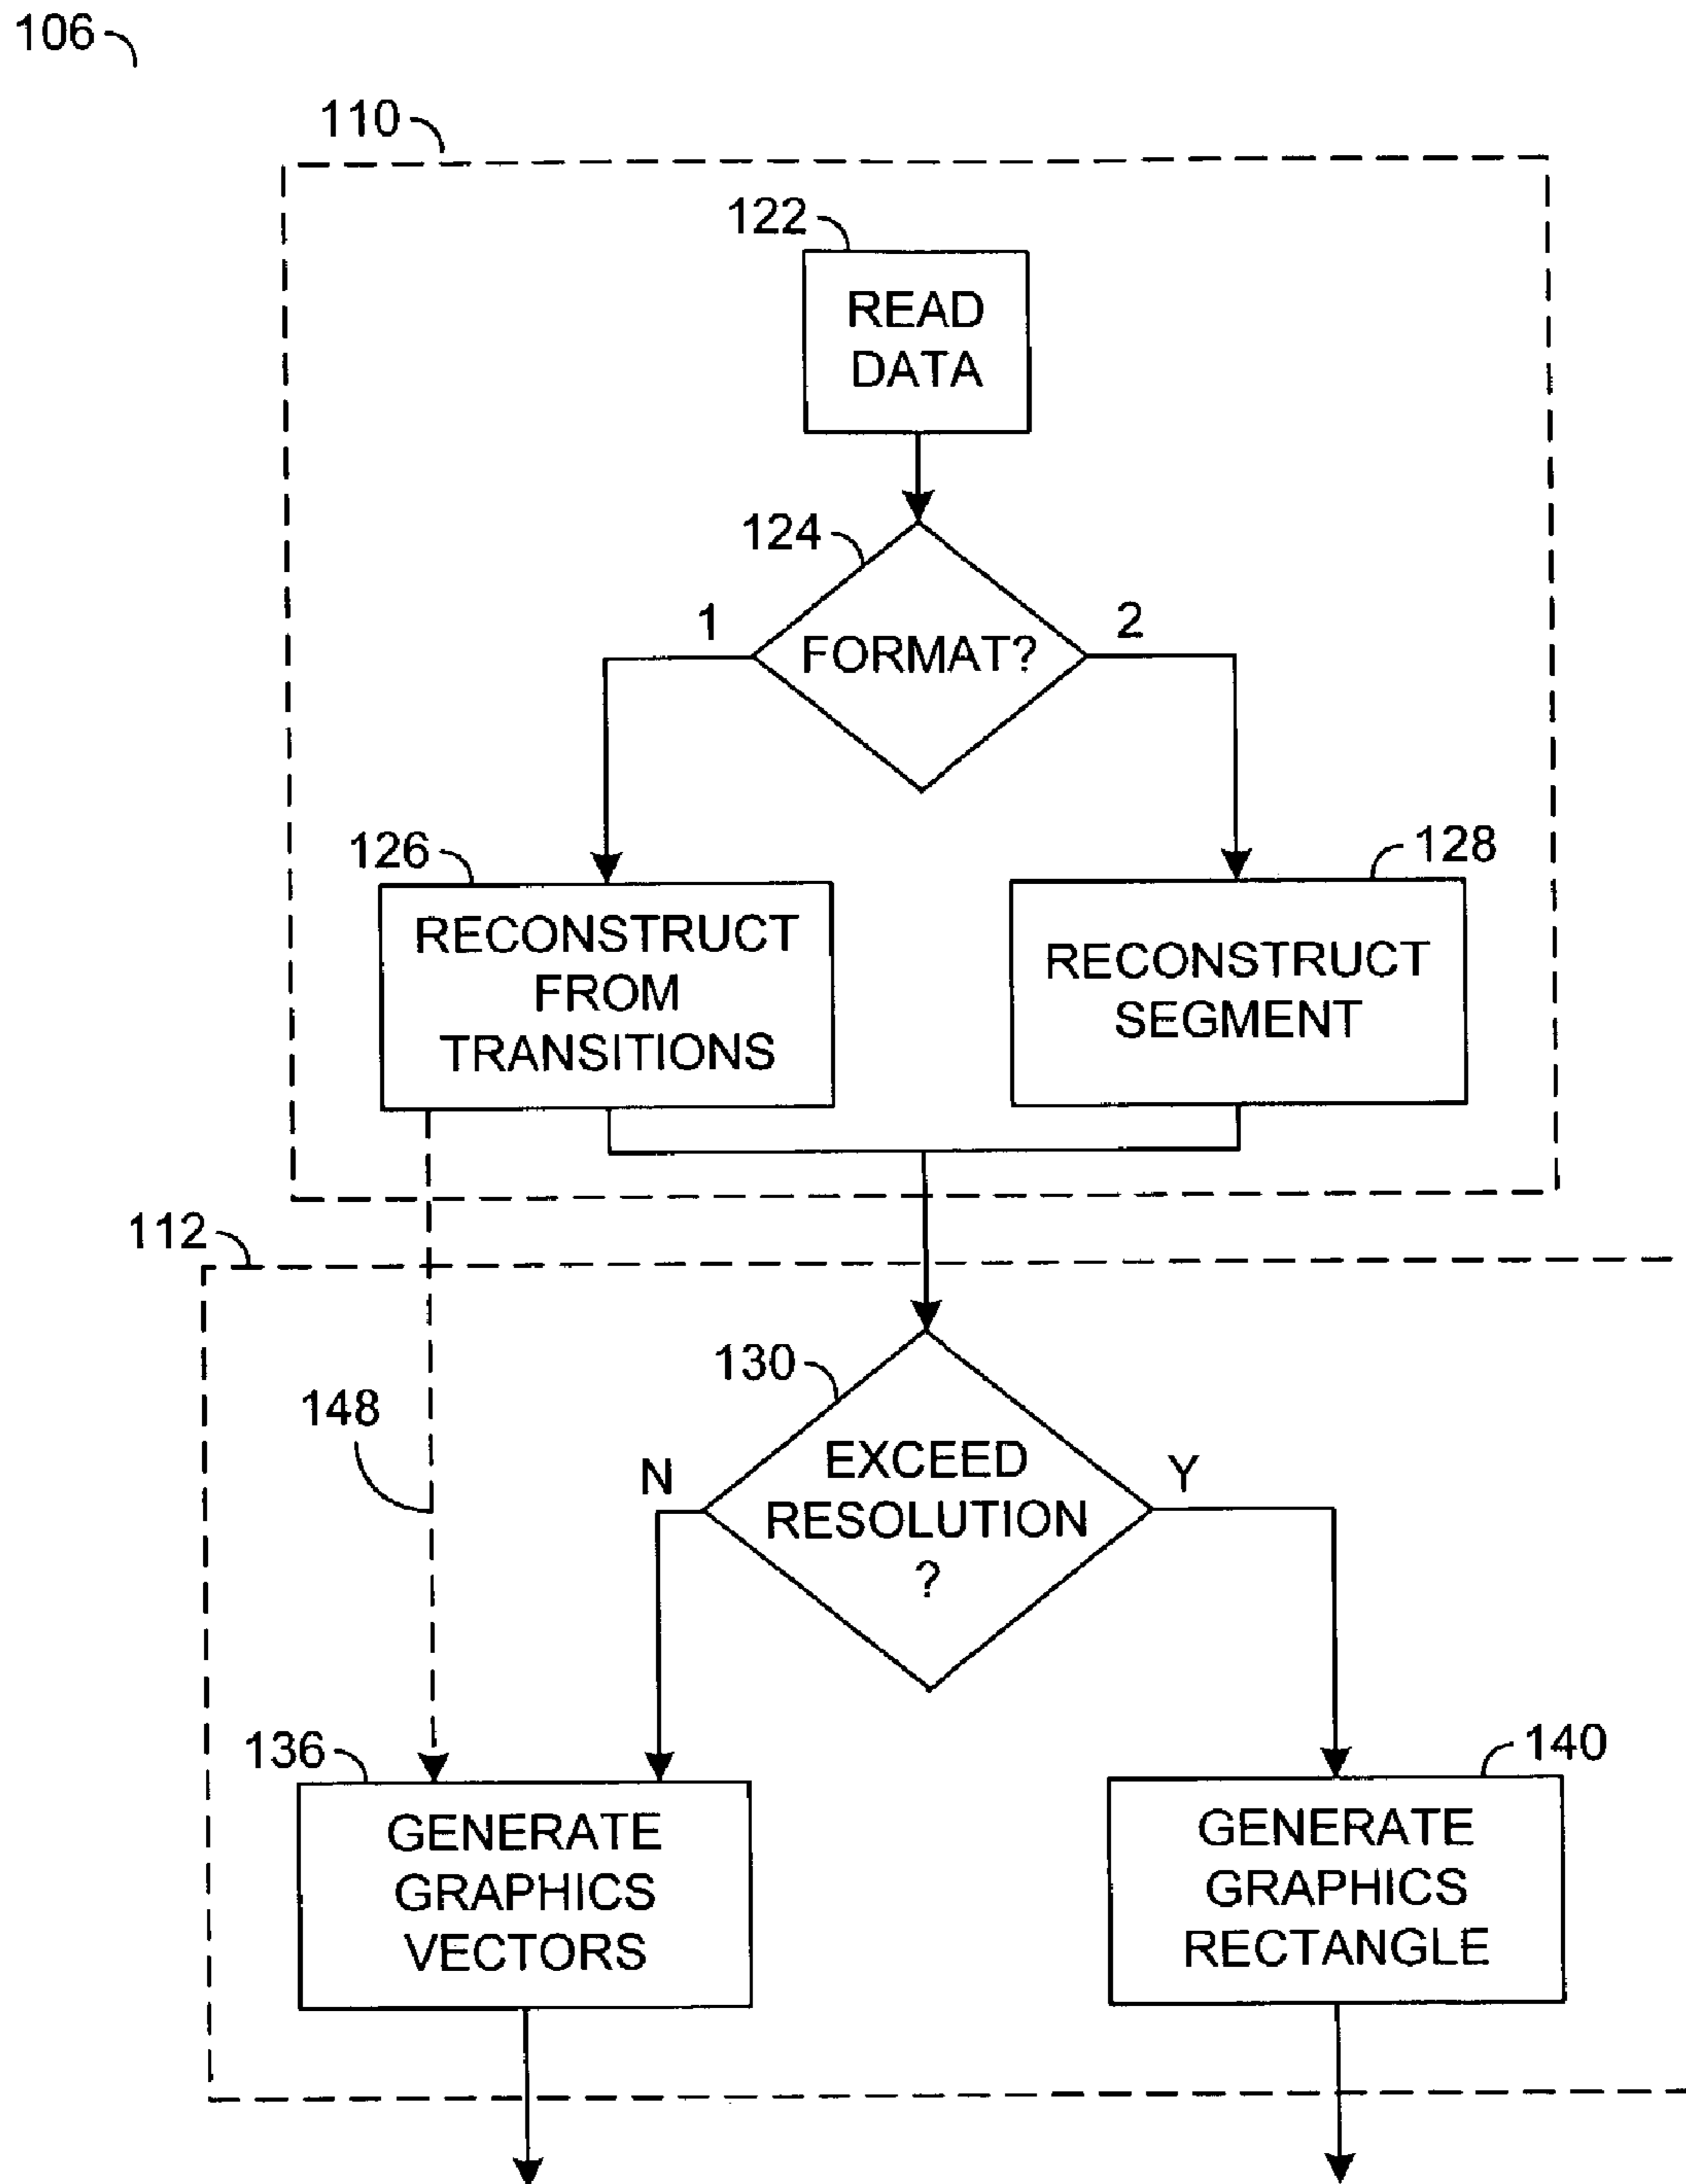 106
110
122
READ
DATA
124
1
2
FORMAT?
126
128
RECONSTRUCT
FROM
TRANSITIONS
RECONSTRUCT
SEGMENT
112
130
148
N
Y
EXCEED
RESOLUTION
?
136
140
GENERATE
GRAPHICS
VECTORS
GENERATE
GRAPHICS
RECTANGLE